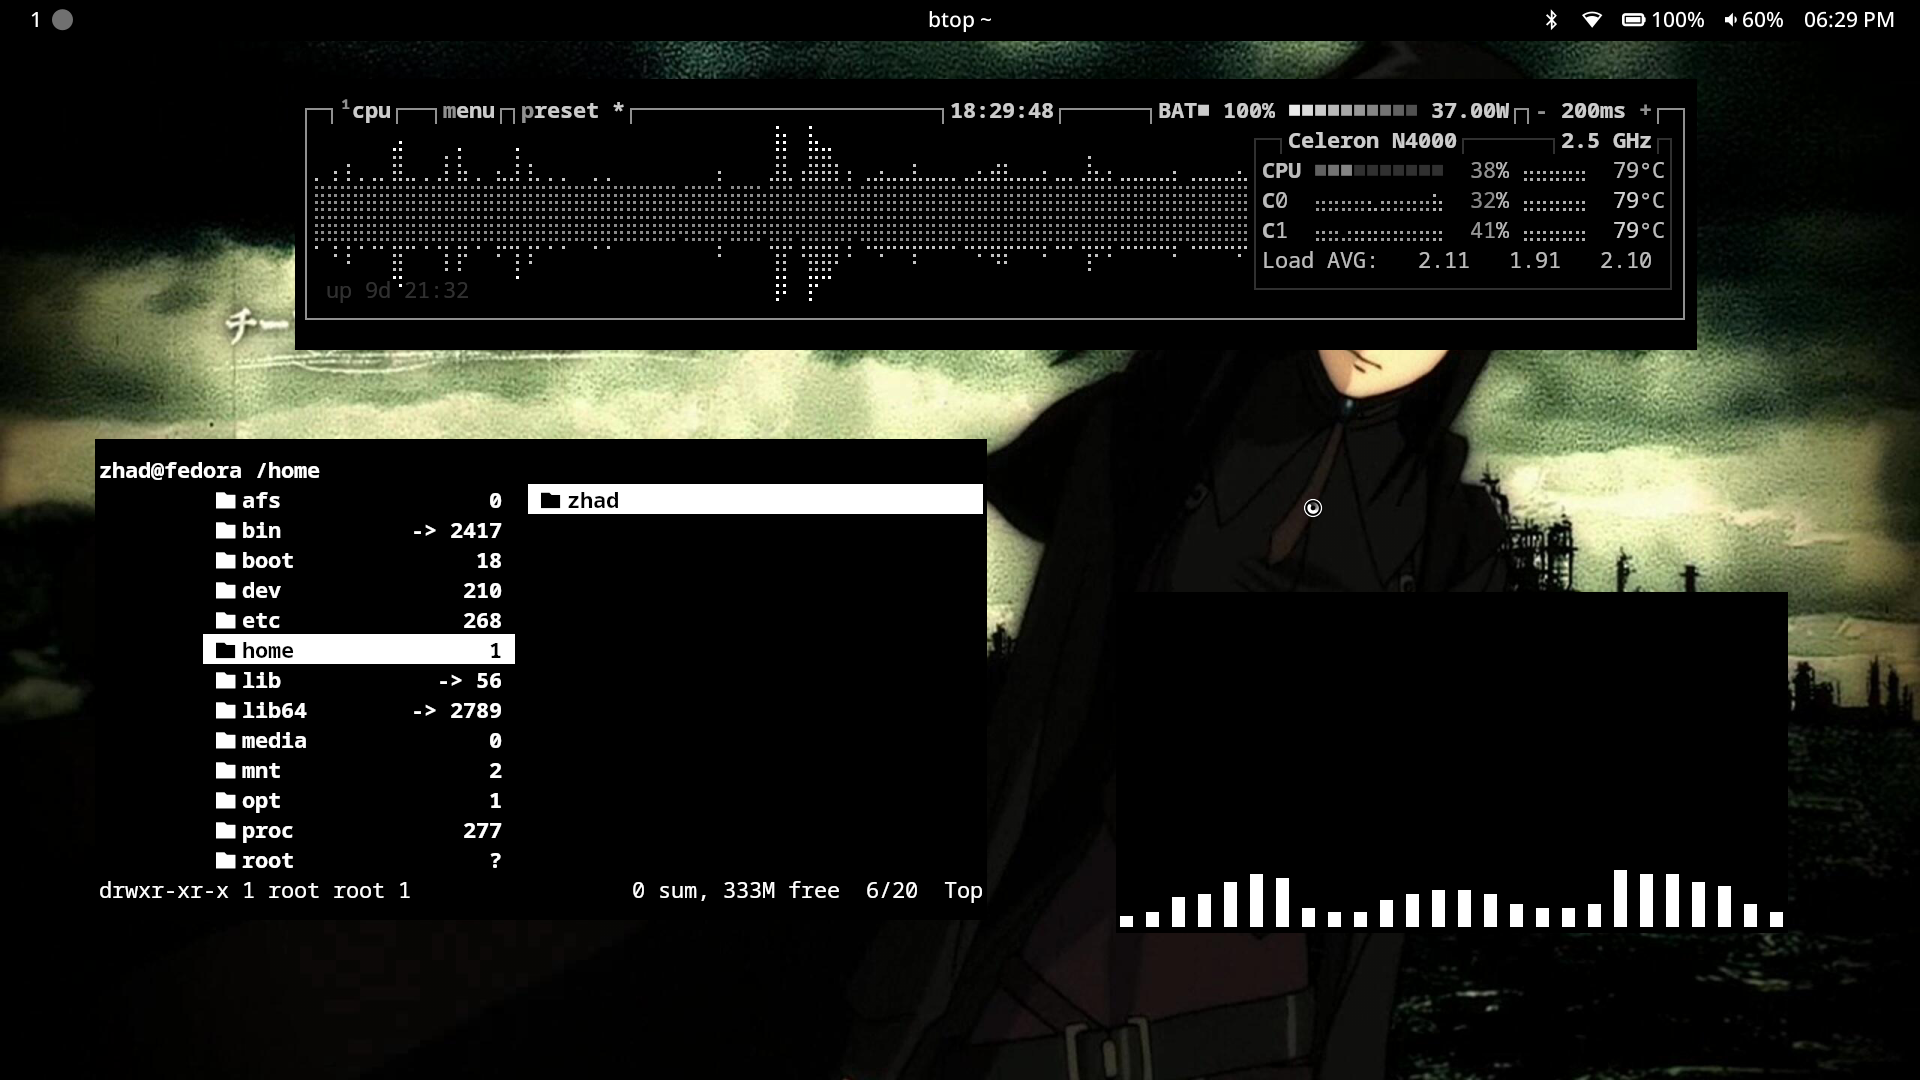 1 btop ~ 100% 60% 06:29 PM
¹cpu menu preset * 18:29:48 BAT■ 100% 37.00W - 200ms +
Celeron N4000 2.5 GHz
CPU 38% 79°C
C0 32% 79°C
C1 41% 79°C
Load AVG: 2.11 1.91 2.10
up 9d 21:32
チー
zhad@fedora /home
afs 0 zhad
bin -> 2417
boot 18
dev 210
etc 268
home 1
lib -> 56
lib64 -> 2789
media 0
mnt 2
opt 1
proc 277
root ?
drwxr-xr-x 1 root root 1 0 sum, 333M free 6/20 Top